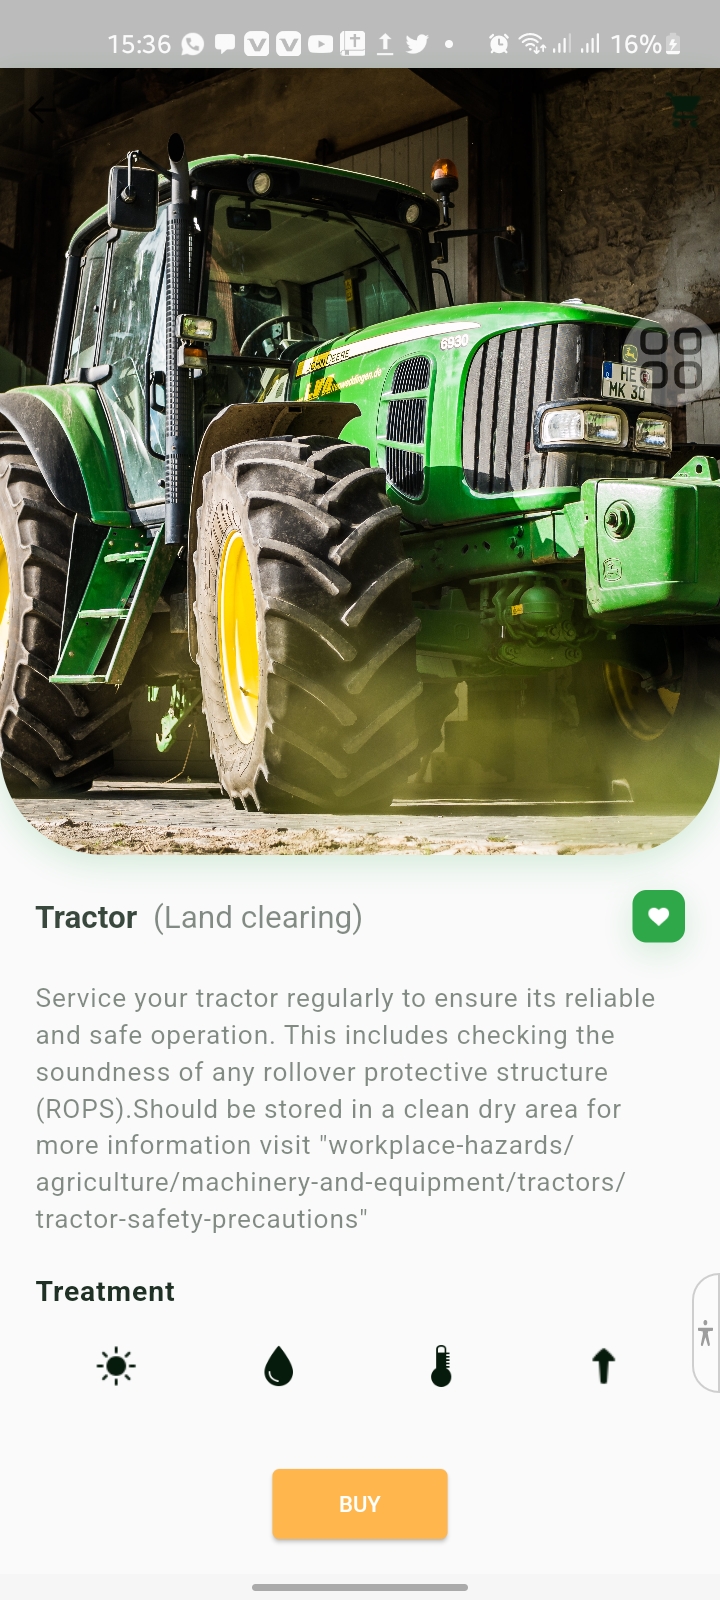 15:36
16%
JOHN DEERE
6930
HE
MK 30
Tractor (Land clearing)
Service your tractor regularly to ensure its reliable
and safe operation. This includes checking the
soundness of any rollover protective structure
(ROPS).Should be stored in a clean dry area for
more information visit "workplace-hazards/
agriculture/machinery-and-equipment/tractors/
tractor-safety-precautions"
Treatment
BUY